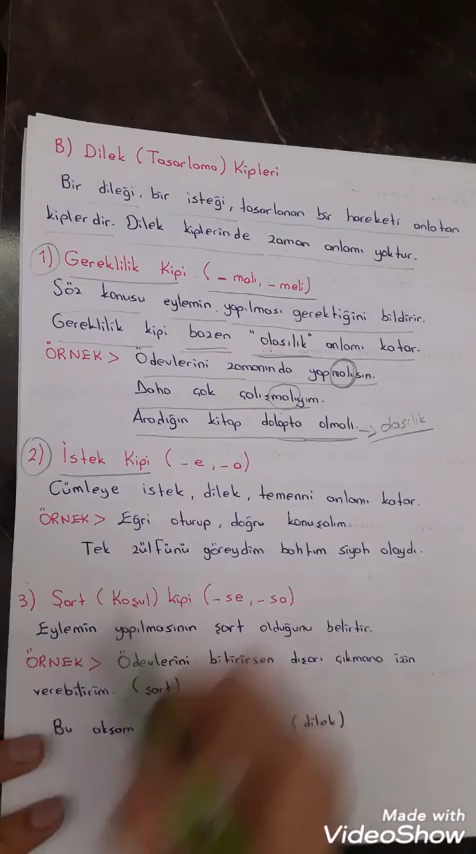 B) Dilek (Tasarlama) Kipleri
Bir dileği, bir isteği, tasarlanan bir hareketi anlatan
kiplerdir. Dilek kiplerinde zaman anlamı yoktur.
1) Gereklilik Kipi (-malı, -meli)
Söz konusu eylemin yapılması gerektiğini bildirir.
Gereklilik kipi bazen "olasılık" anlamı katar.
ÖRNEK > Ödevlerini zamanında yapmalısın.
Daha çok çalışmalıyım.
Aradığın kitap dolapta olmalı. → olasılık
2) İstek Kipi (-e, -a)
Cümleye istek, dilek, temenni anlamı katar.
ÖRNEK > Eğri oturup, doğru konuşalım.
Tek zülfünü göreydim bahtım siyah olaydı.
3) Şart (Koşul) kipi (-se, -sa)
Eylemin yapılmasının şart olduğunu belirtir.
ÖRNEK > Ödevlerini bitirirsen dışarı çıkmana izin
verebilirim. (şart)
Bu akşam (dilek)
Made with
VideoShow